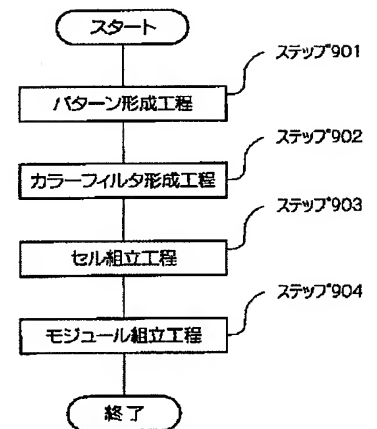 スタート
ステップ901
パターン形成工程
ステップ902
カラーフィルタ形成工程
ステップ903
セル組立工程
ステップ904
モジュール組立工程
終了